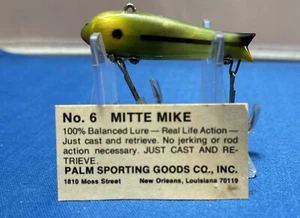 No. 6 MITTE MIKE
100% Balanced Lure — Real Life Action —
Just cast and retrieve. No jerking or rod
action necessary. JUST CAST AND RE-
TRIEVE.
PALM SPORTING GOODS CO., INC.
1810 Moss Street New Orleans, Louisiana 70119